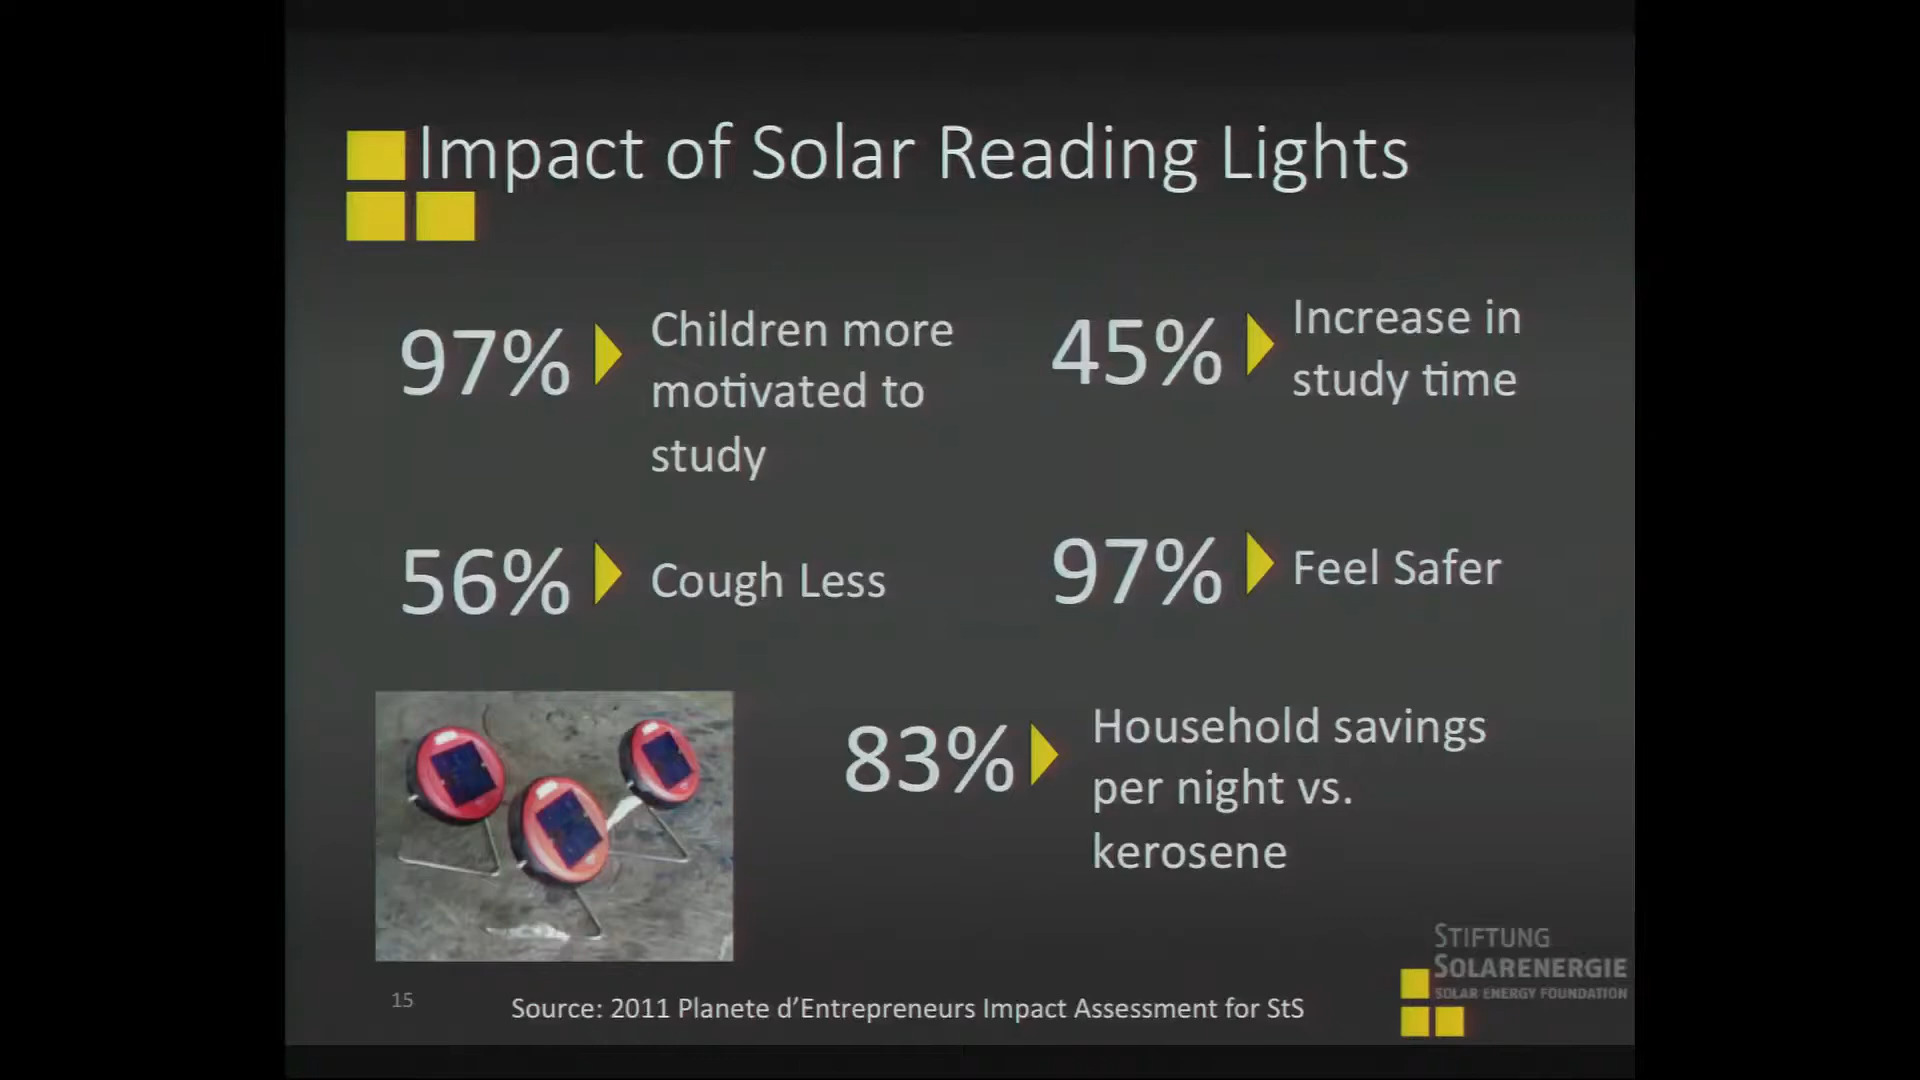 Impact of Solar Reading Lights
97%
Children more
motivated to
study
45%
Increase in
study time
56%
Cough Less
97%
Feel Safer
83%
Household savings
per night vs.
kerosene
STIFTUNG
SOLARENERGIE
SOLAR ENERGY FOUNDATION
15
Source: 2011 Planete d’Entrepreneurs Impact Assessment for StS